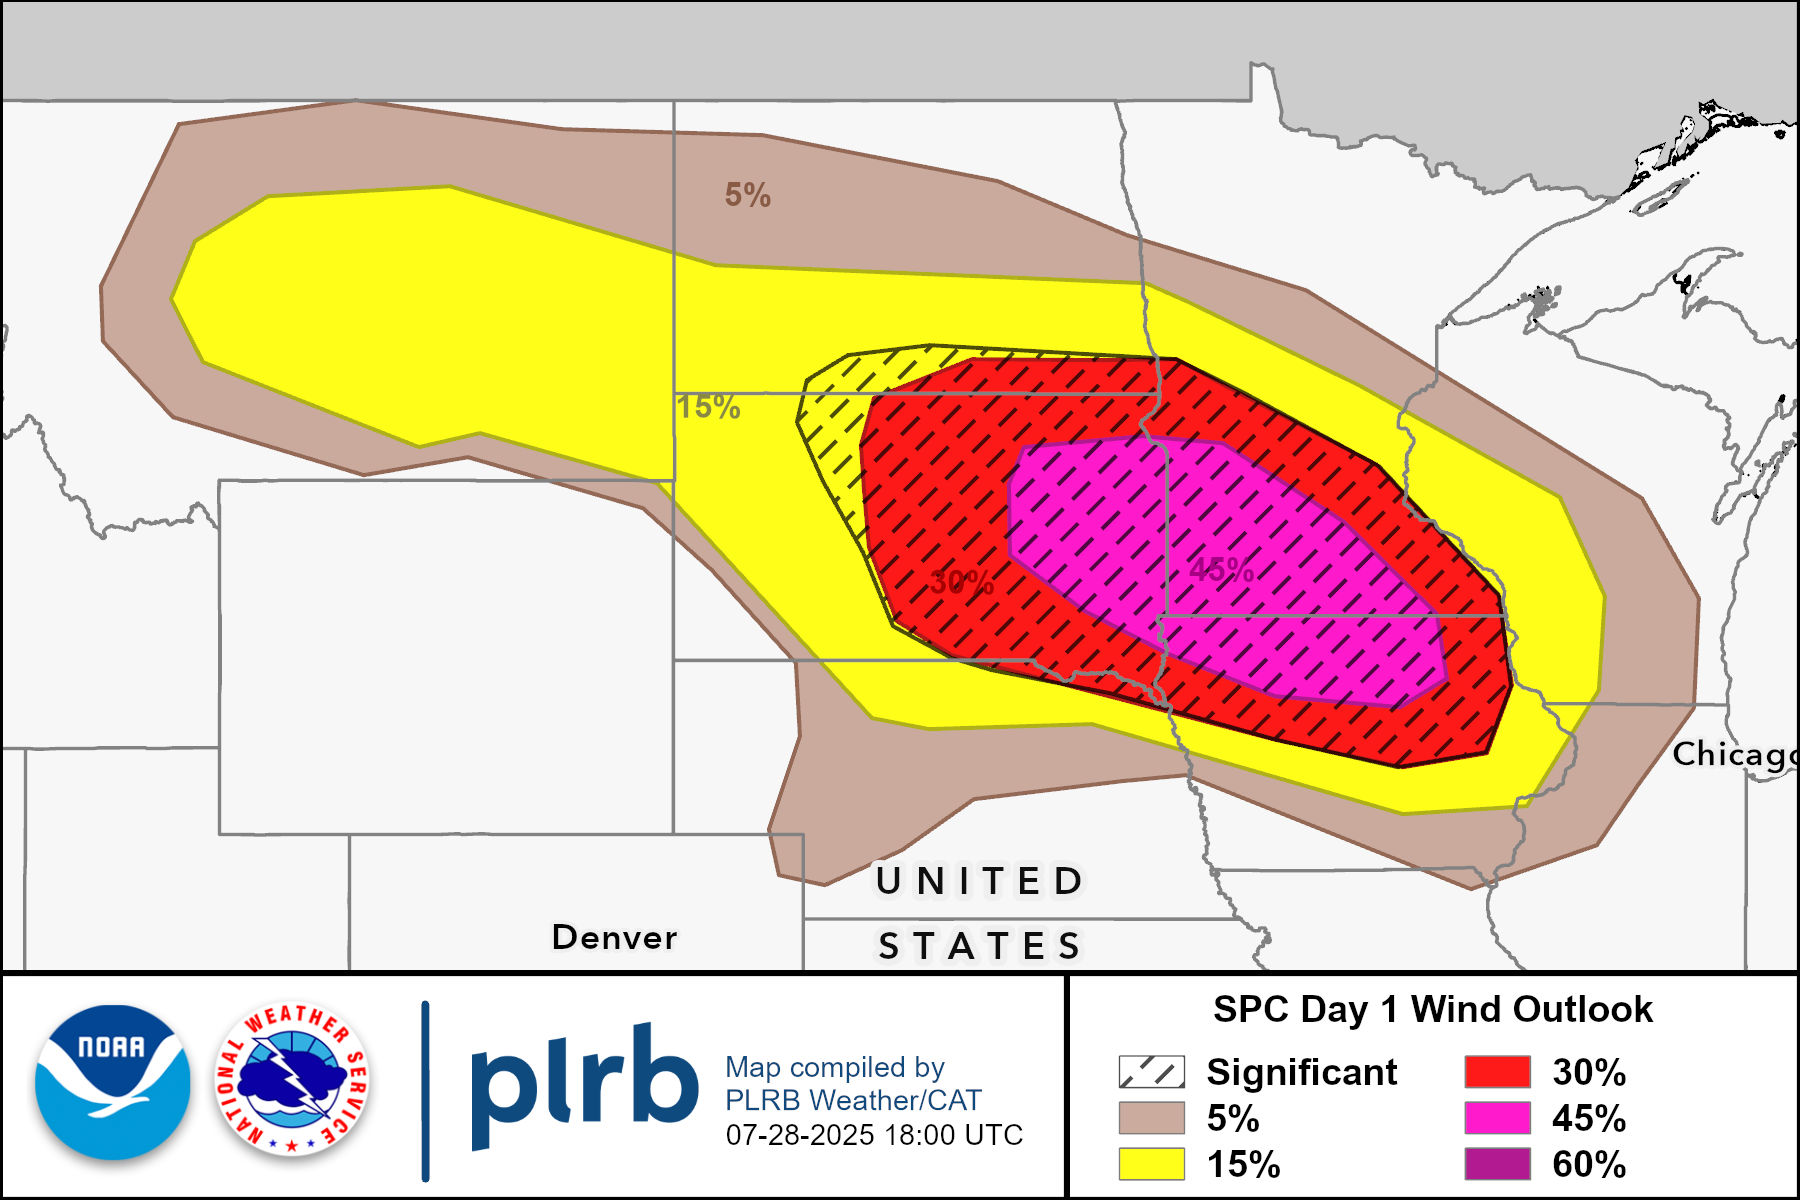 5%
15%
30%
45%
UNITED
STATES
Denver
Chicago
NOAA
NATIONAL WEATHER SERVICE
plrb
Map compiled by
PLRB Weather/CAT
07-28-2025 18:00 UTC
SPC Day 1 Wind Outlook
Significant
5%
15%
30%
45%
60%